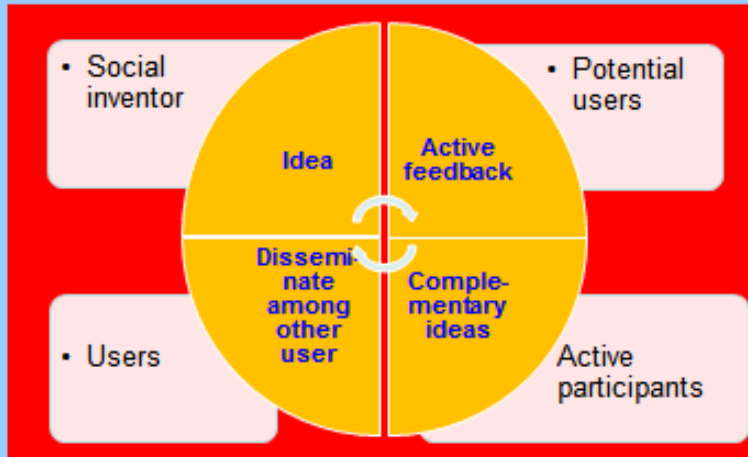 • Social
inventor
Idea
Active
feedback
• Potential
users
• Users
Dissemi-
nate
among
other
user
Comple-
mentary
ideas
Active
participants